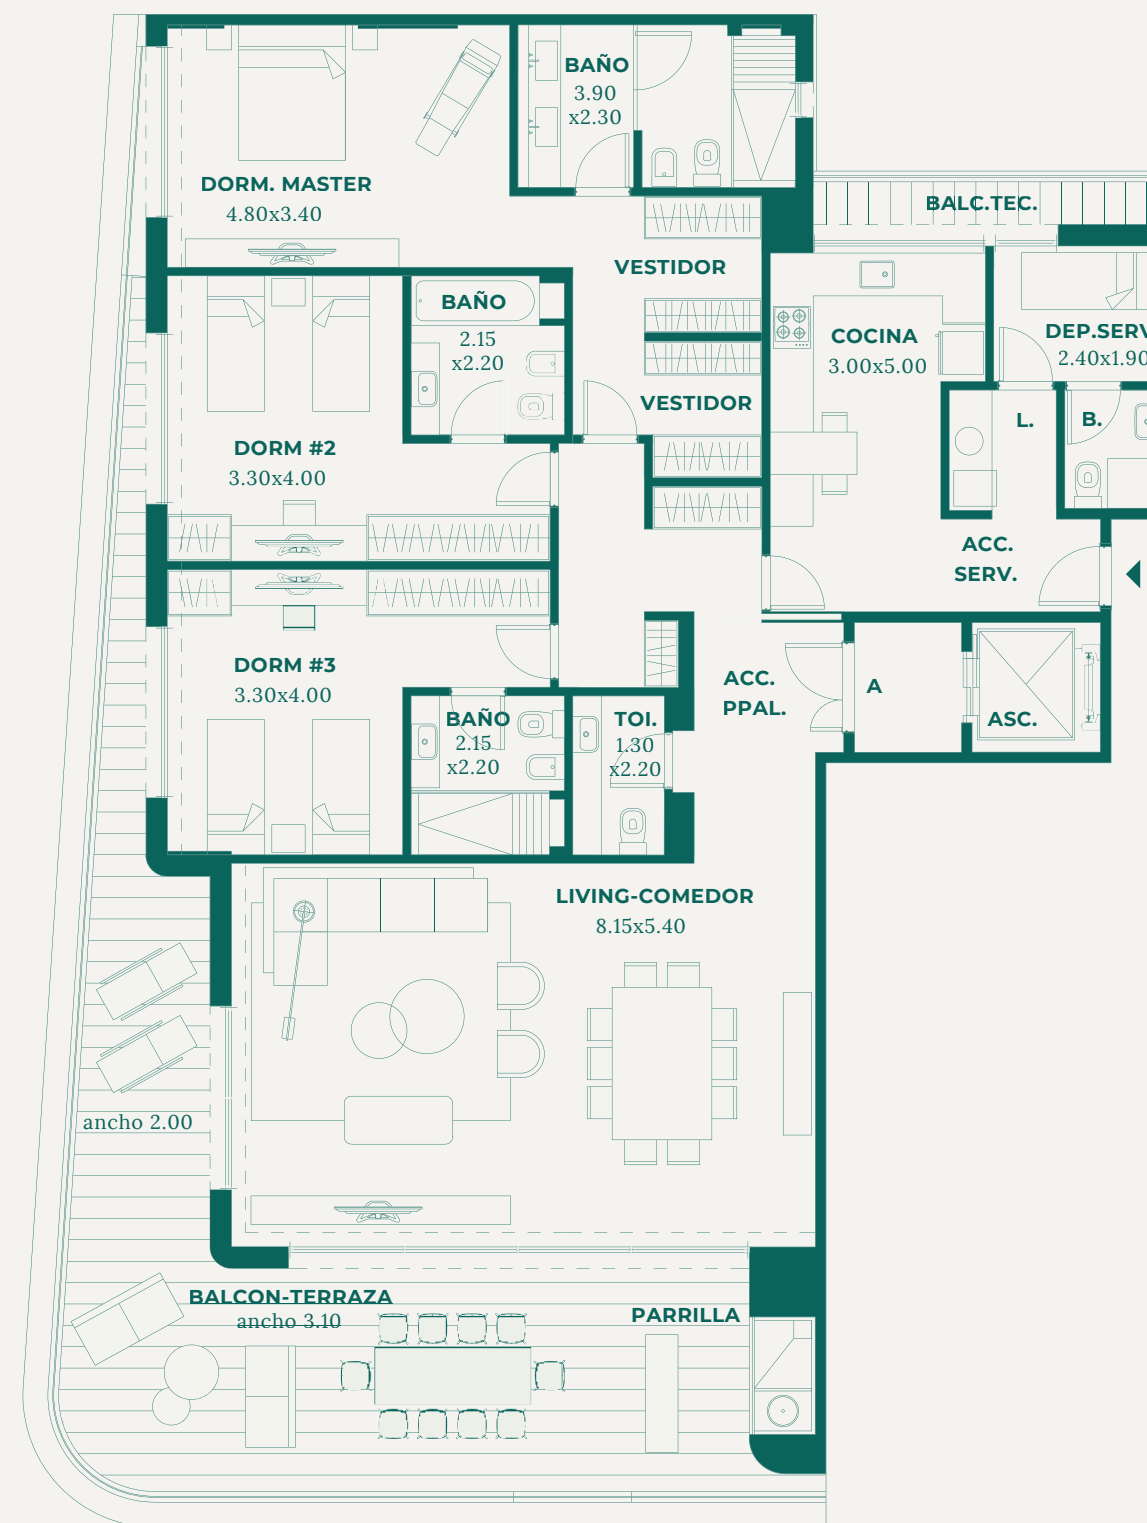 BAÑO
3.90
x2.30
DORM. MASTER
4.80x3.40
BALC.TEC.
VESTIDOR
BAÑO
2.15
x2.20
COCINA
3.00x5.00
DEP.SERV
2.40x1.90
VESTIDOR
L.
B.
DORM #2
3.30x4.00
ACC.
SERV.
DORM #3
3.30x4.00
ACC.
PPAL.
A
ASC.
BAÑO
2.15
x2.20
TOI.
1.30
x2.20
LIVING-COMEDOR
8.15x5.40
ancho 2.00
BALCON-TERRAZA
ancho 3.10
PARRILLA